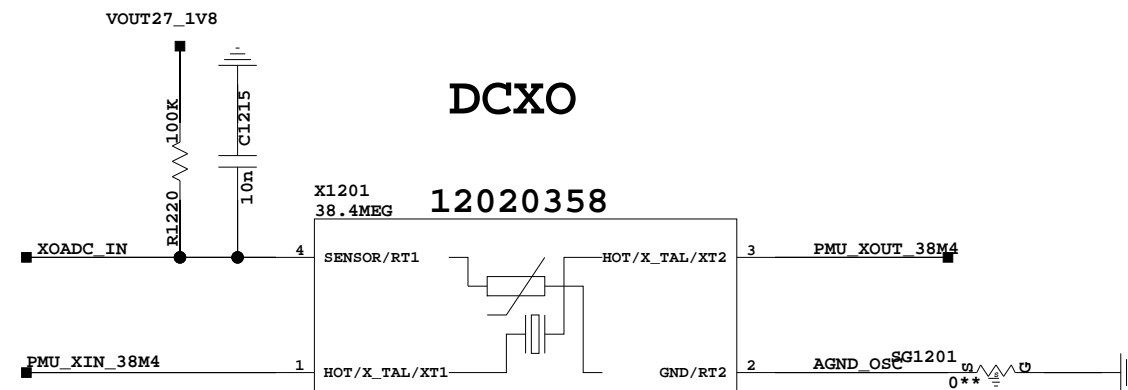 VOUT27_1V8
DCXO
100K
C1215
R1220
10n
X1201
38.4MEG
12020358
XOADC_IN
4
SENSOR/RT1
HOT/X_TAL/XT2
3
PMU_XOUT_38M4
PMU_XIN_38M4
1
HOT/X_TAL/XT1
GND/RT2
2
AGND_OSC
SG1201
S
G
0**